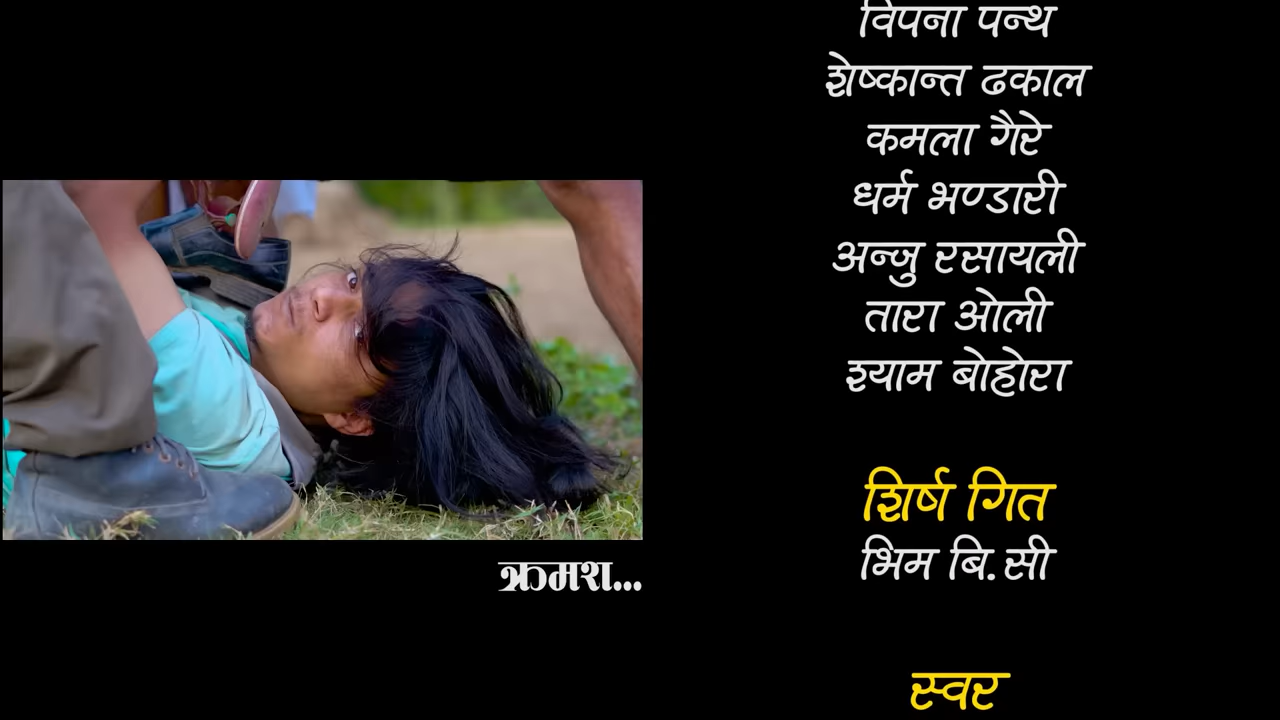 विपना पन्थ
शेष्कान्त ढकाल
कमला गैरे
धर्म भण्डारी
अन्जु रसायली
तारा ओली
श्याम बोहोरा
शिर्ष गित
भिम बि.सी
स्वर
क्रमश...